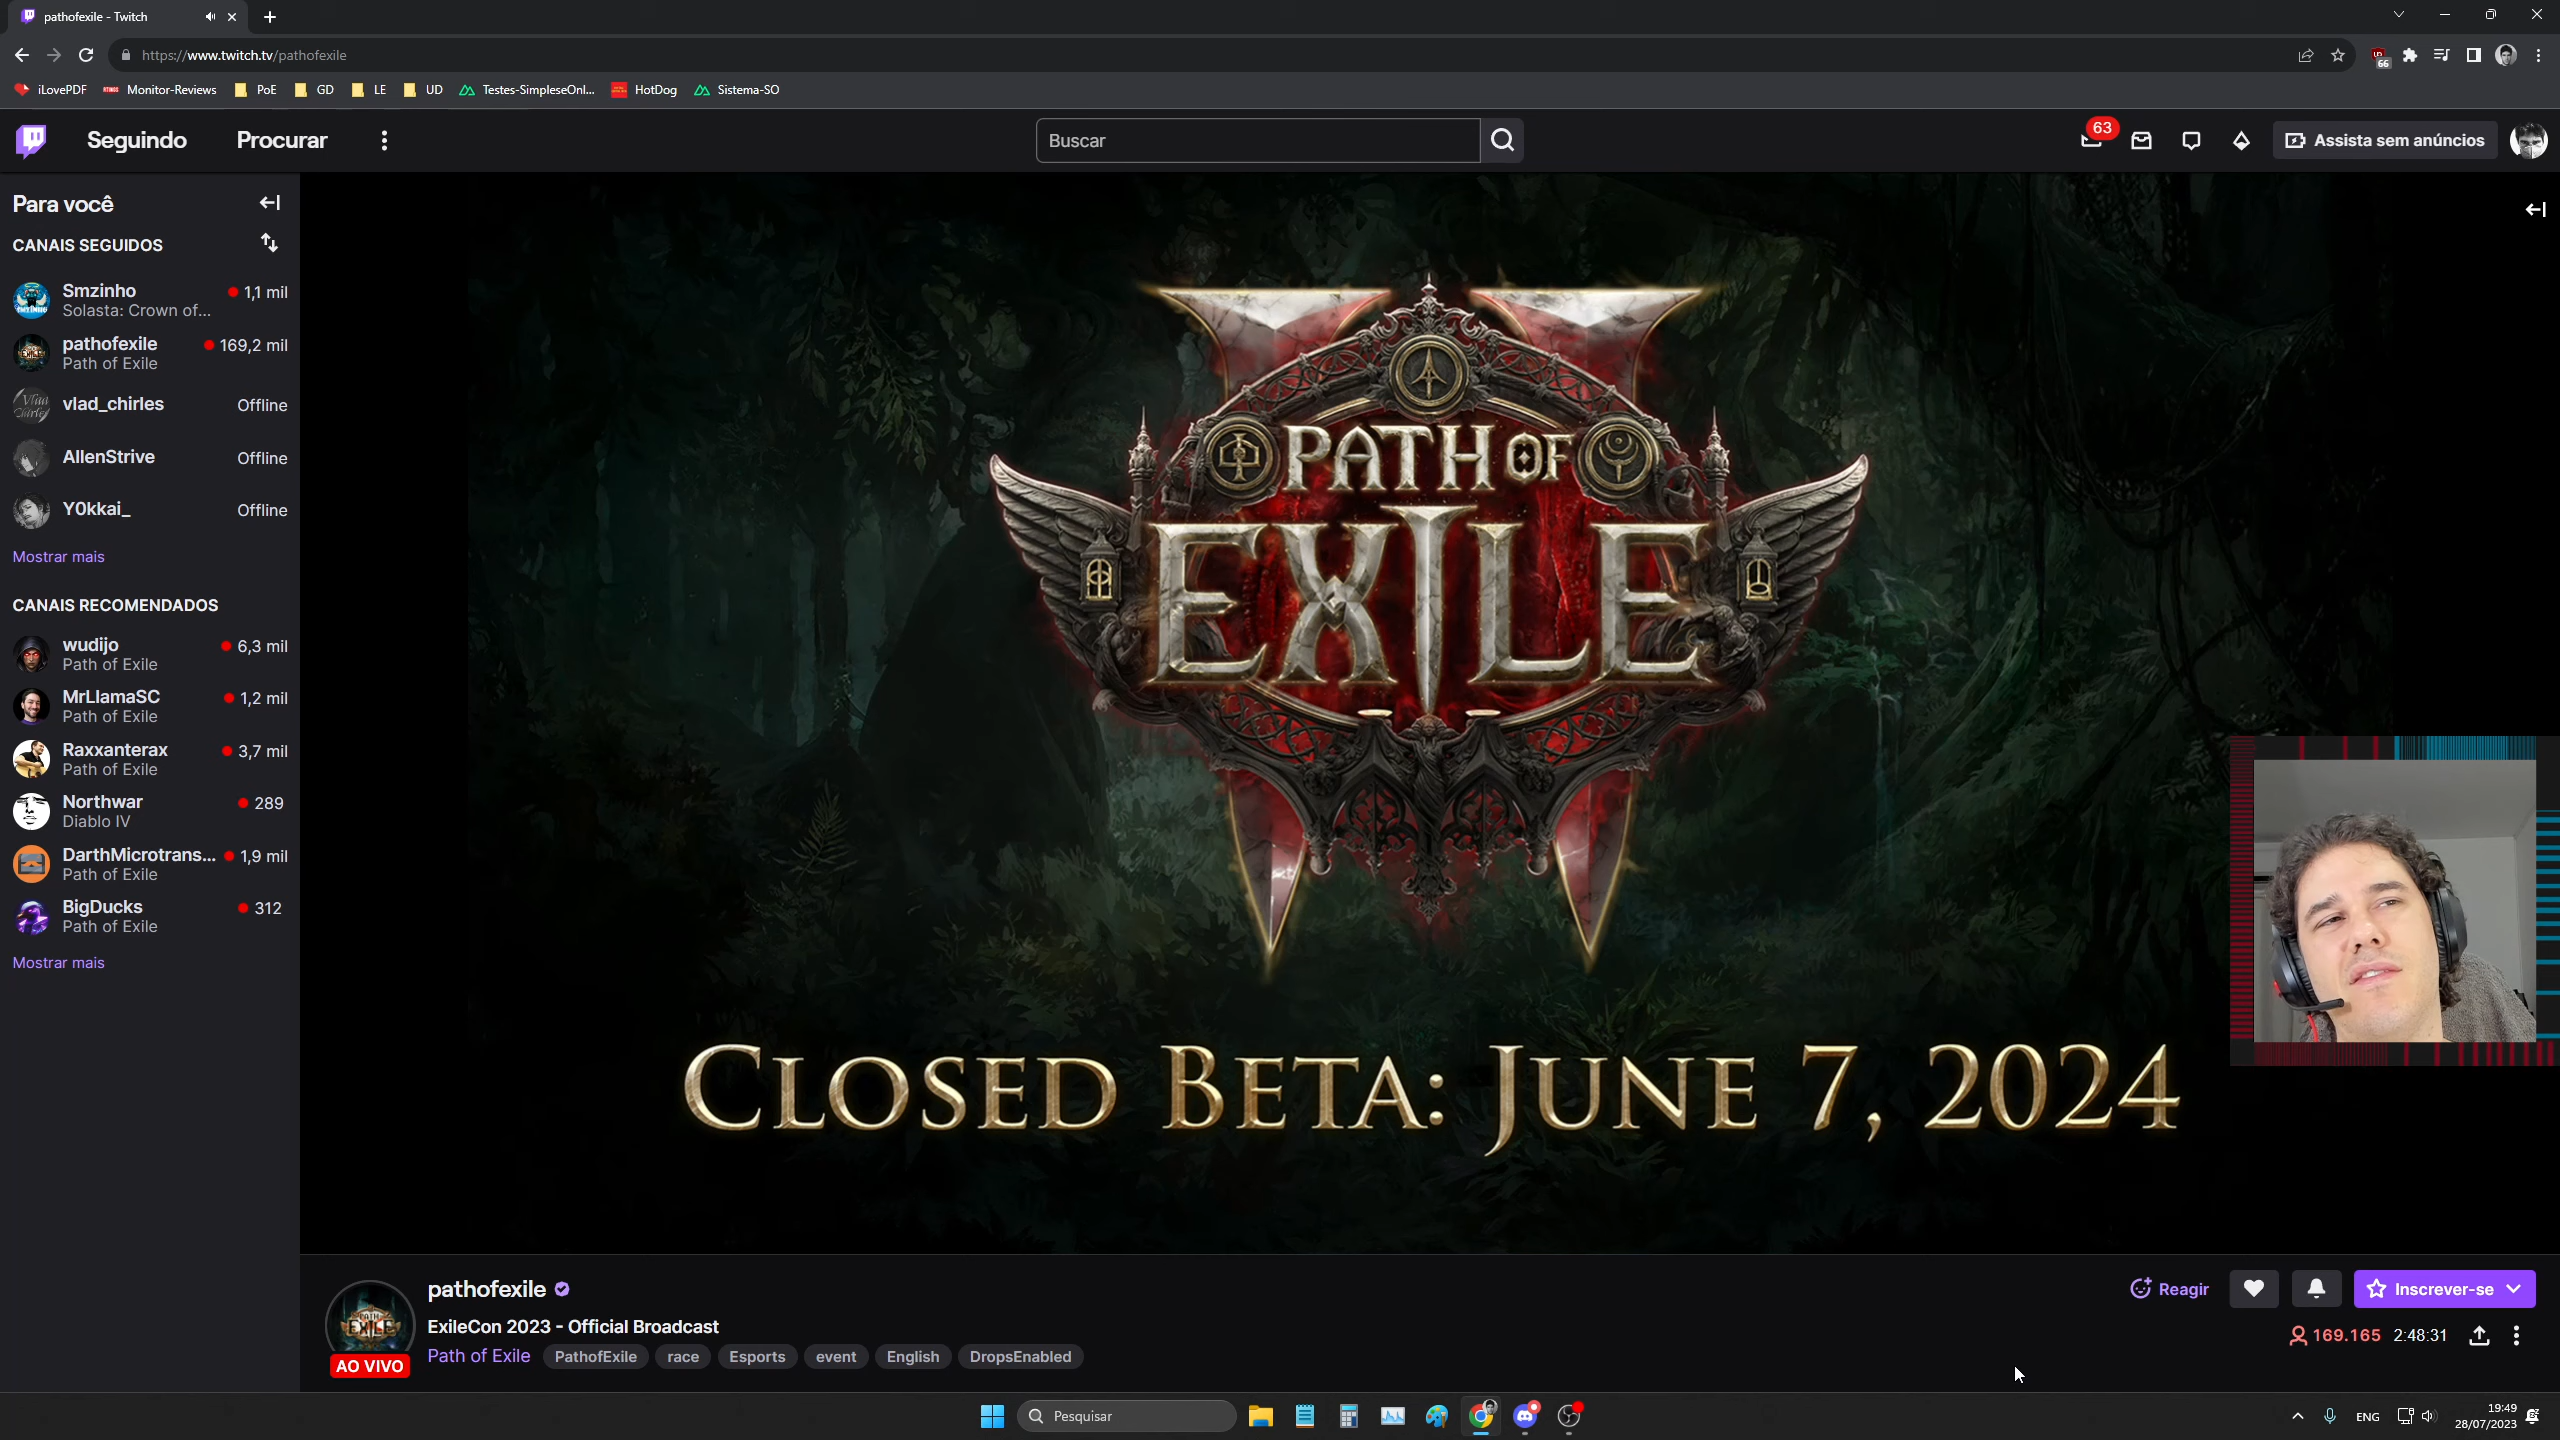 pathofexile - Twitch
https://www.twitch.tv/pathofexile
66
iLovePDF
Monitor-Reviews
PoE
GD
LE
UD
Testes-SimpleseOnl...
HotDog
Sistema-SO
Seguindo
Procurar
Buscar
63
Assista sem anúncios
Para você
CANAIS SEGUIDOS
Smzinho
1,1 mil
Solasta: Crown of...
pathofexile
169,2 mil
Path of Exile
vlad_chirles
Offline
AllenStrive
Offline
Y0kkai_
Offline
Mostrar mais
CANAIS RECOMENDADOS
wudijo
6,3 mil
Path of Exile
MrLlamaSC
1,2 mil
Path of Exile
Raxxanterax
3,7 mil
Path of Exile
Northwar
289
Diablo IV
DarthMicrotrans...
1,9 mil
Path of Exile
BigDucks
312
Path of Exile
Mostrar mais
PATH OF
EXILE
CLOSED BETA: JUNE 7, 2024
pathofexile
ExileCon 2023 - Official Broadcast
Path of Exile
PathofExile
race
Esports
event
English
DropsEnabled
AO VIVO
Reagir
Inscrever-se
169.165
2:48:31
Pesquisar
ENG
19:49
28/07/2023